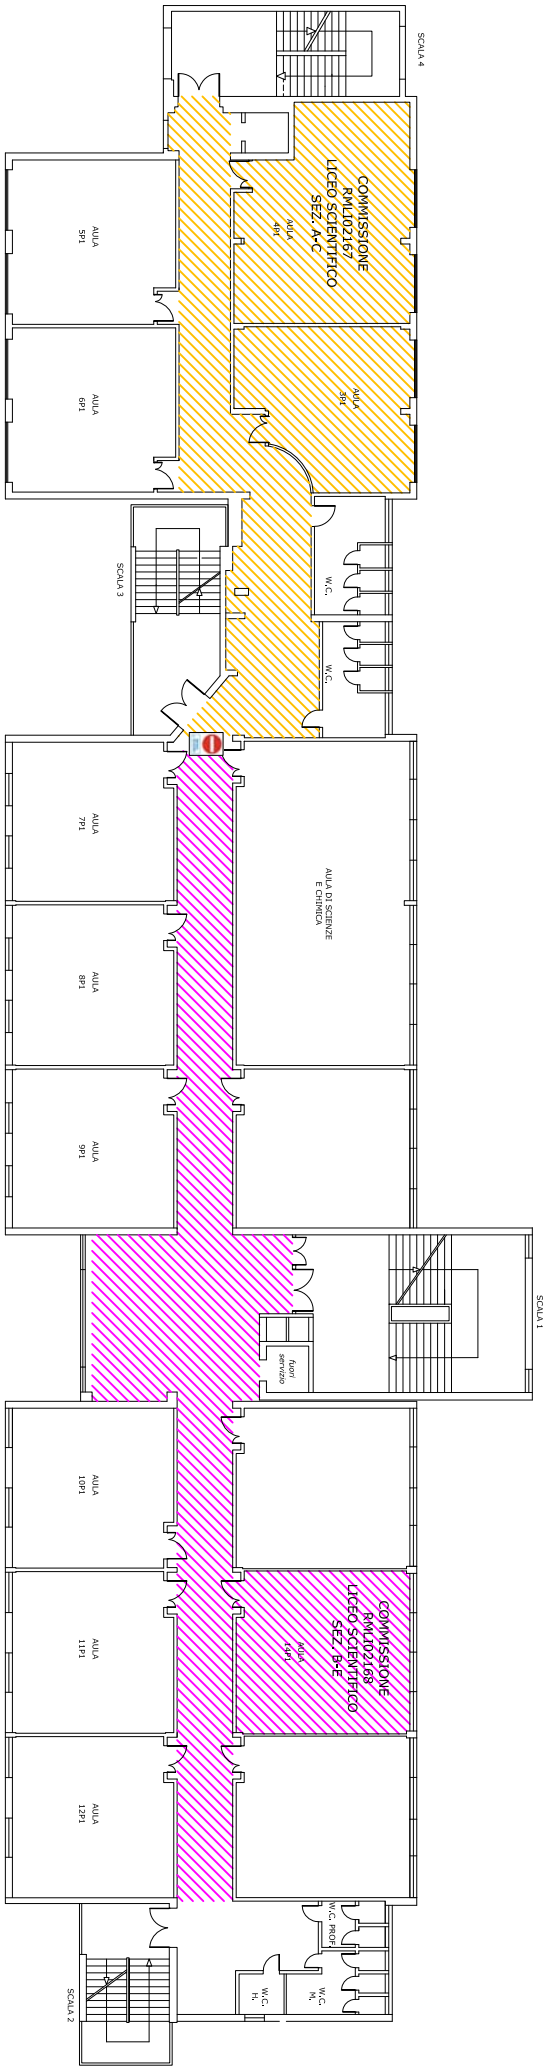 SCALA 4
COMMISSIONE
RMLI02167
LICEO SCIENTIFICO
SEZ. A-C
AULA
4P1
AULA
5P1
AULA
3P1
AULA
6P1
W.C.
SCALA 3
W.C.
AULA
7P1
AULA DI SCIENZE
E CHIMICA
AULA
8P1
AULA
9P1
SCALA 1
fuori
servizio
AULA
10P1
COMMISSIONE
RMLI02168
LICEO SCIENTIFICO
SEZ. B-E
AULA
14P1
AULA
11P1
AULA
12P1
W.C. PROF.
W.C.
M.
W.C.
H.
SCALA 2